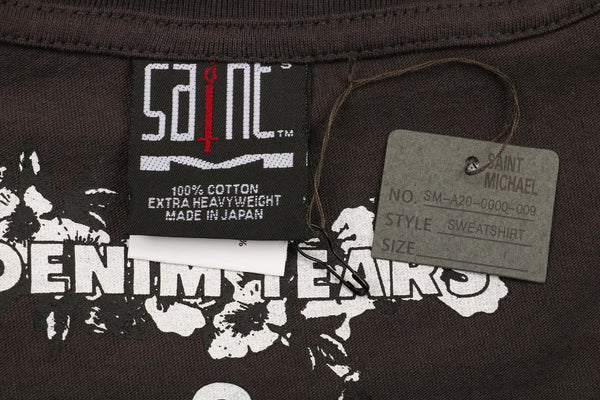 SAINT S
TM
100% COTTON
EXTRA HEAVYWEIGHT
MADE IN JAPAN
%
SAINT
MICHAEL
NO. SM-A20-0000-009
STYLE SWEATSHIRT
SIZE
DENIM TEARS